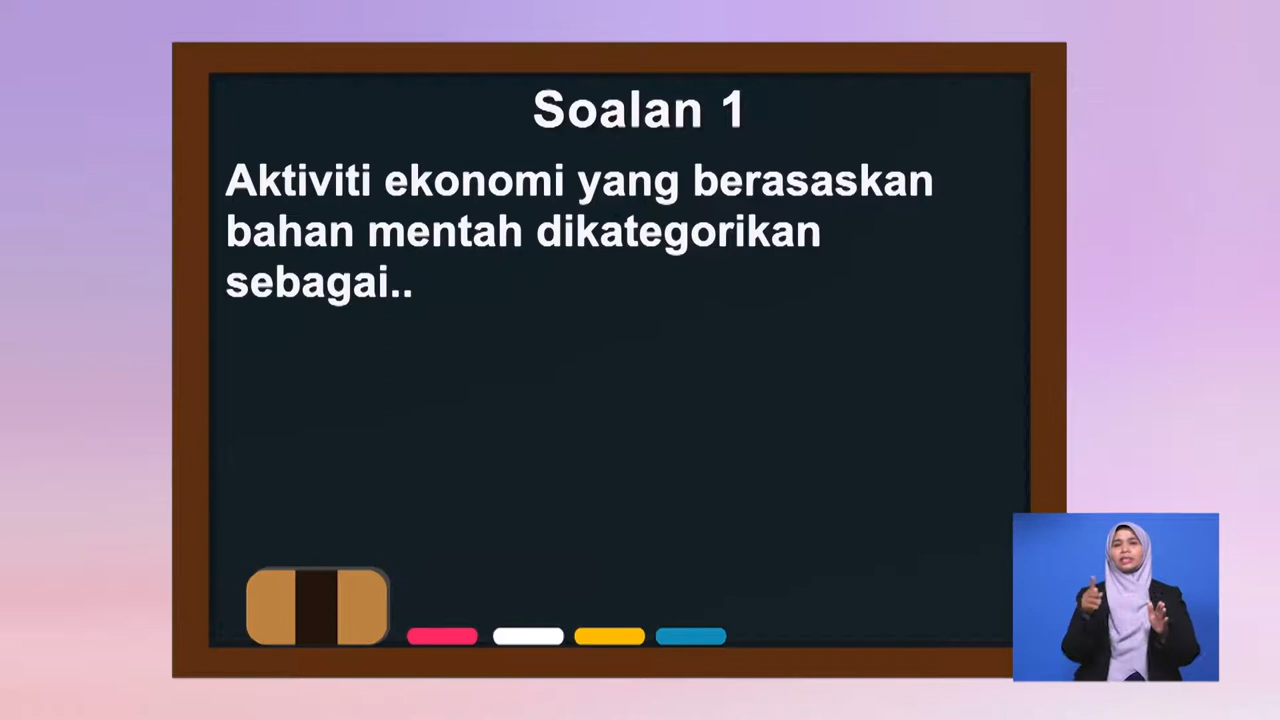 Soalan 1
Aktiviti ekonomi yang berasaskan
bahan mentah dikategorikan
sebagai..